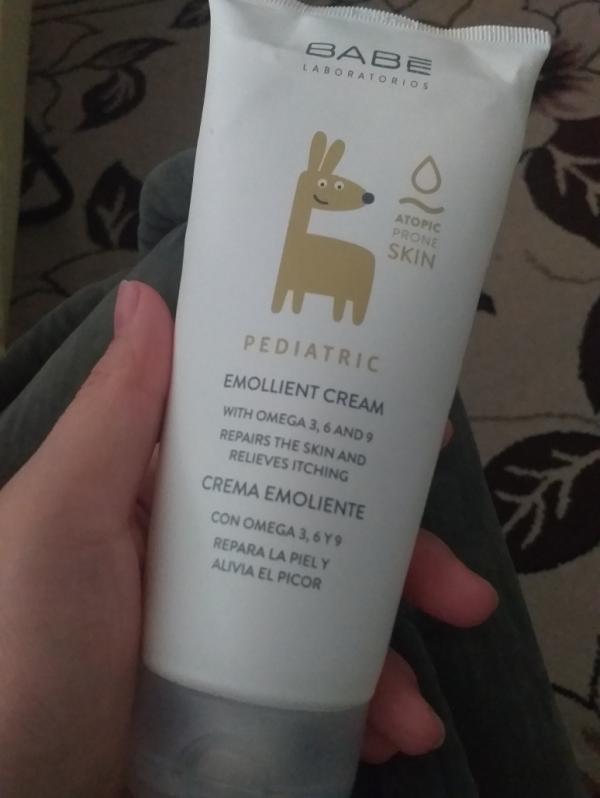 BABÉ
LABORATORIOS
ATOPIC
PRONE
SKIN
PEDIATRIC
EMOLLIENT CREAM
WITH OMEGA 3, 6 AND 9
REPAIRS THE SKIN AND
RELIEVES ITCHING
CREMA EMOLIENTE
CON OMEGA 3, 6 Y 9
REPARA LA PIEL Y
ALIVIA EL PICOR